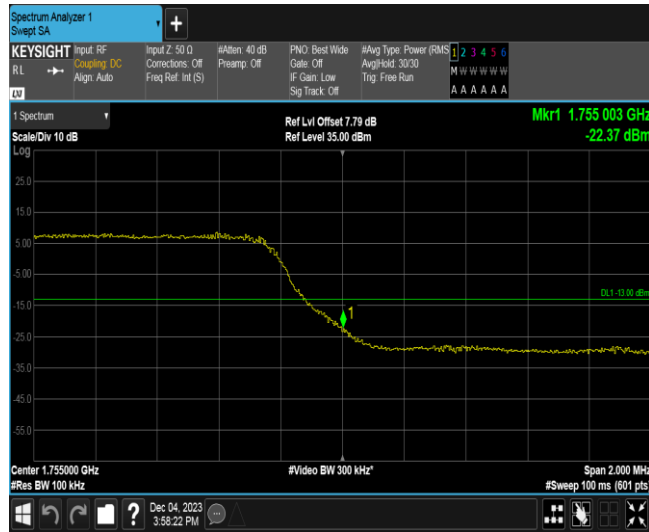 Spectrum Analyzer 1
Swept SA
+
KEYSIGHT Input: RF Input Z: 50 Ω #Atten: 40 dB PNO: Best Wide #Avg Type: Power (RMS 1 2 3 4 5 6
RL Coupling: DC Corrections: Off Preamp: Off Gate: Off Avg|Hold: 30/30 M W W W W W
Align: Auto Freq Ref: Int (S) IF Gain: Low Trig: Free Run
LXI Sig Track: Off A A A A A A
1 Spectrum Ref Lvl Offset 7.79 dB Mkr1 1.755 003 GHz
Scale/Div 10 dB Ref Level 35.00 dBm -22.37 dBm
Log
25.0
15.0
5.00
-5.00
DL1 -13.00 dBm
-15.0
1
-25.0
-35.0
-45.0
-55.0
Center 1.755000 GHz #Video BW 300 kHz* Span 2.000 MHz
#Res BW 100 kHz #Sweep 100 ms (601 pts)
? Dec 04, 2023
3:58:22 PM